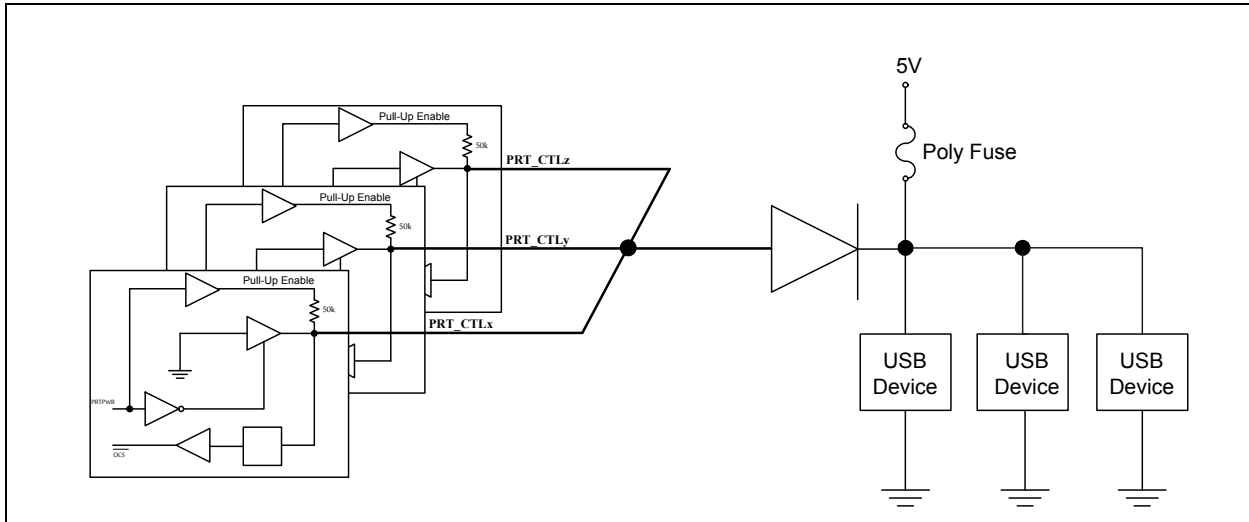 5V
Poly Fuse
Pull-Up Enable
50k
PRT_CTLz
Pull-Up Enable
50k
PRT_CTLy
Pull-Up Enable
50k
PRT_CTLx
PRTPWR
OCS
USB
Device
USB
Device
USB
Device